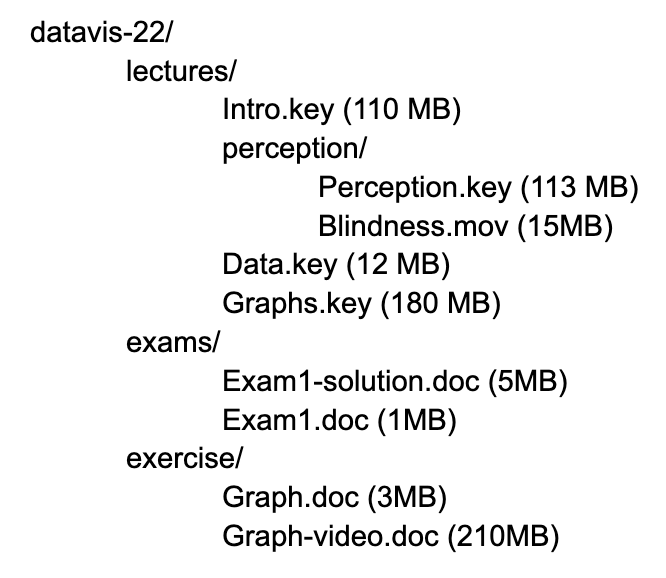 datavis-22/
lectures/
Intro.key (110 MB)
perception/
Perception.key (113 MB)
Blindness.mov (15MB)
Data.key (12 MB)
Graphs.key (180 MB)
exams/
Exam1-solution.doc (5MB)
Exam1.doc (1MB)
exercise/
Graph.doc (3MB)
Graph-video.doc (210MB)